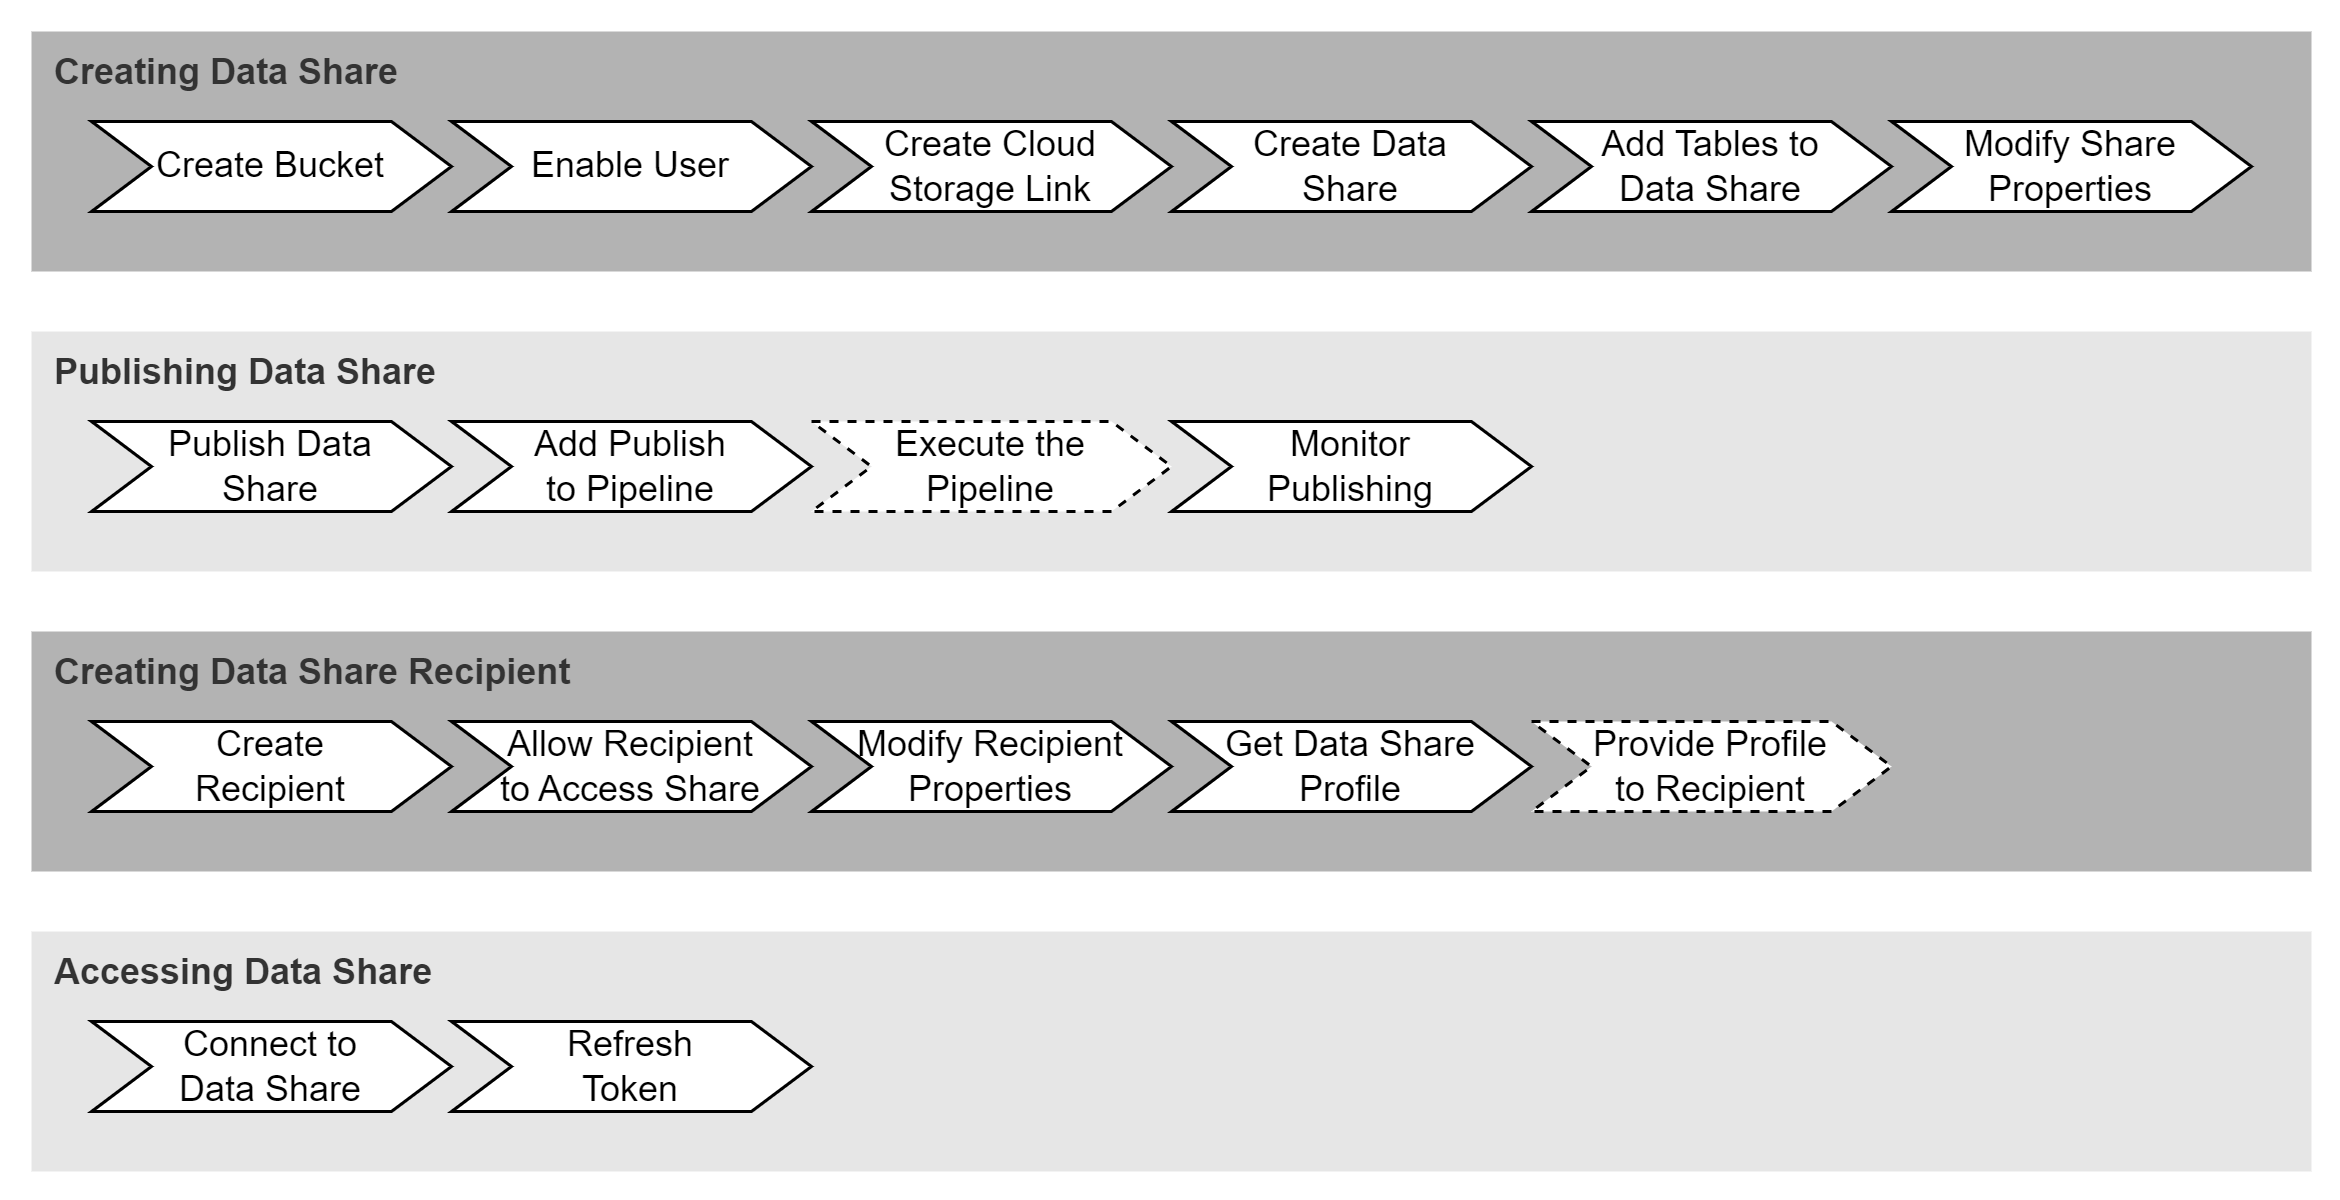 Creating Data Share
Create Bucket
Enable User
Create Cloud
Storage Link
Create Data
Share
Add Tables to
Data Share
Modify Share
Properties
Publishing Data Share
Publish Data
Share
Add Publish
to Pipeline
Execute the
Pipeline
Monitor
Publishing
Creating Data Share Recipient
Create
Recipient
Allow Recipient
to Access Share
Modify Recipient
Properties
Get Data Share
Profile
Provide Profile
to Recipient
Accessing Data Share
Connect to
Data Share
Refresh
Token